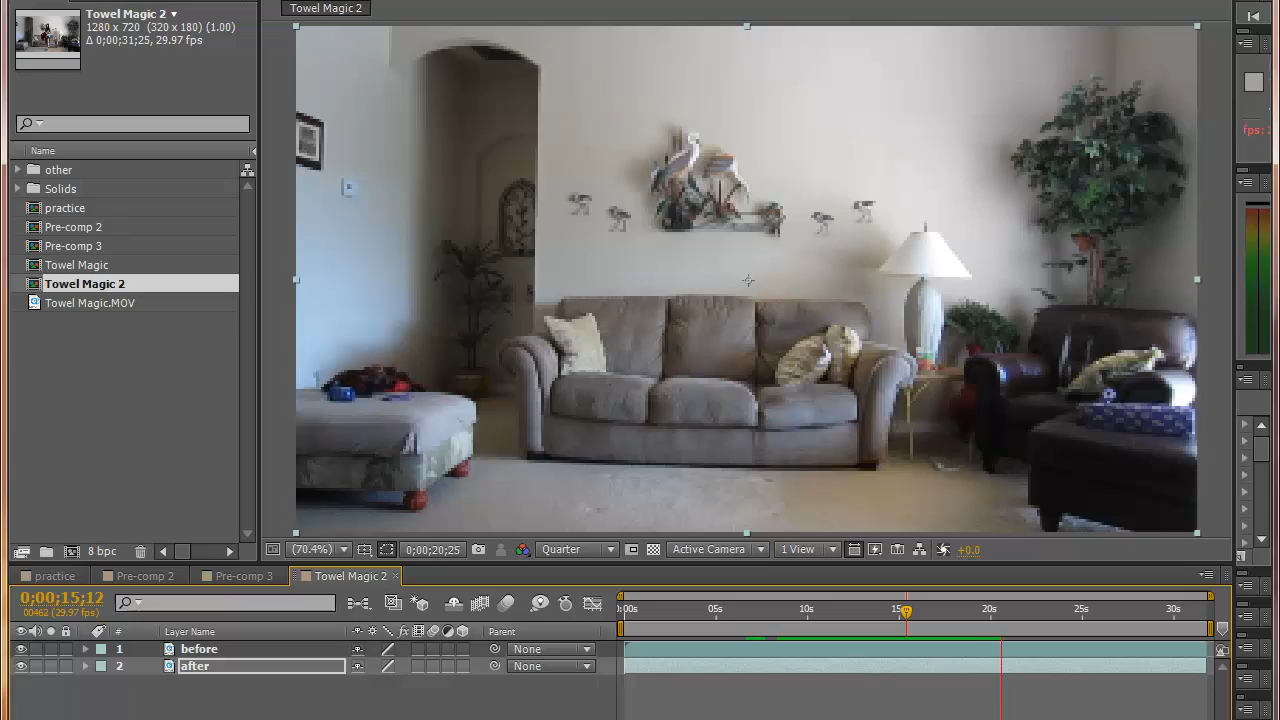 Towel Magic 2
1280 x 720 (320 x 180) (1.00)
Δ 0;00;31;25, 29.97 fps
Towel Magic 2
fps:
Name
other
Solids
practice
Pre-comp 2
Pre-comp 3
Towel Magic
Towel Magic 2
Towel Magic.MOV
8 bpc
(70.4%)
0;00;20;25
Quarter
Active Camera
1 View
+0.0
practice
Pre-comp 2
Pre-comp 3
Towel Magic 2
0;00;15;12
00462 (29.97 fps)
# Layer Name
fx
Parent
1 before None
2 after None
):00s 05s 10s 15s 20s 25s 30s